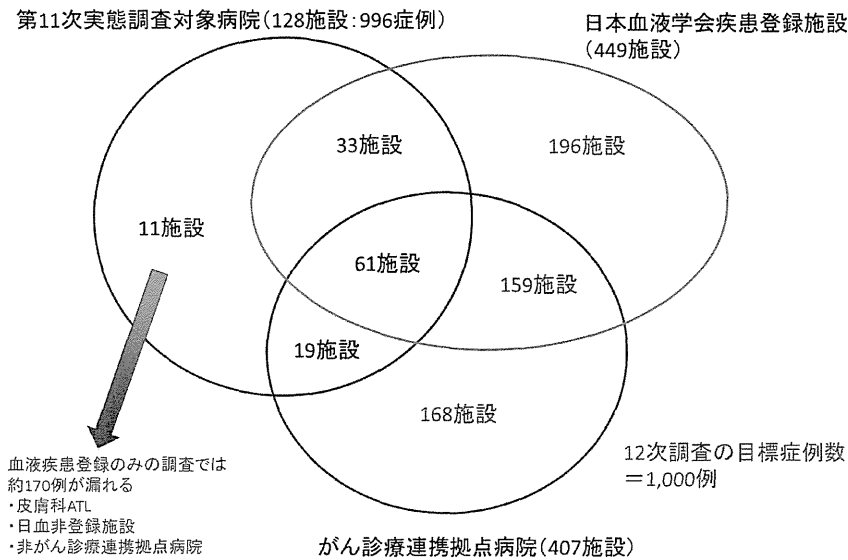 第11次実態調査対象病院(128施設:996症例)
日本血液学会疾患登録施設
(449施設)
33施設
196施設
11施設
61施設
159施設
19施設
168施設
血液疾患登録のみの調査では
約170例が漏れる
・皮膚科ATL
・日血非登録施設
・非がん診療連携拠点病院
12次調査の目標症例数
=1,000例
がん診療連携拠点病院(407施設)